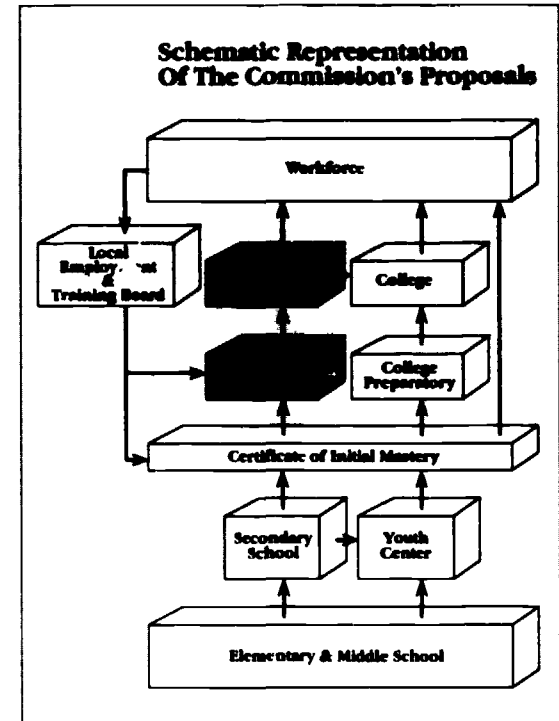 Schematic Representation
Of The Commission's Proposals
Workforce
Local
&
Training Board
College
College
Preparatory
Certificate of Initial Mastery
Secondary
School
Youth
Center
Elementary & Middle School